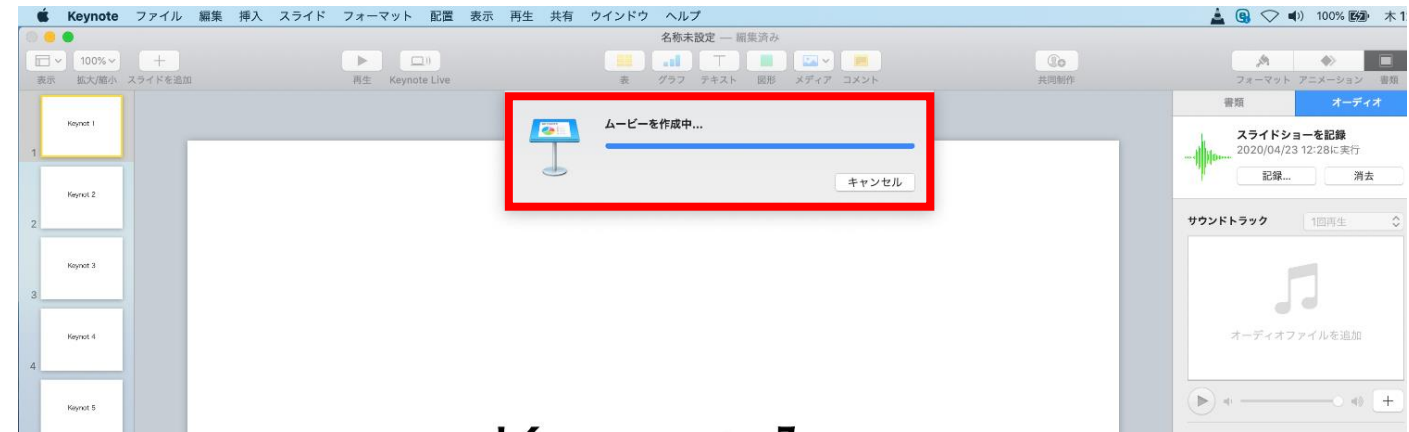 Keynote ファイル 編集 挿入 スライド フォーマット 配置 表示 再生 共有 ウインドウ ヘルプ 100% 木 1
名称未設定 — 編集済み
100%
表示 拡大/縮小 スライドを追加 再生 Keynote Live 表 グラフ テキスト 図形 メディア コメント 共同制作 フォーマット アニメーション 書類
書類 オーディオ
ムービーを作成中...
キャンセル
スライドショーを記録
2020/04/23 12:28に実行
記録... 消去
サウンドトラック 1回再生
オーディオファイルを追加
Keynot 1
1
Keynot 2
2
Keynot 3
3
Keynot 4
4
Keynot 5